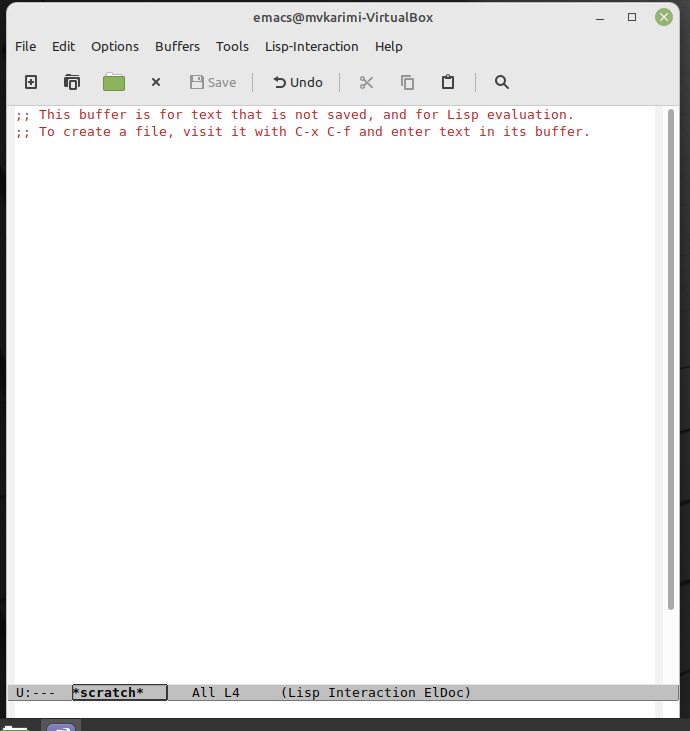 emacs@mvkarimi-VirtualBox
File Edit Options Buffers Tools Lisp-Interaction Help
Save Undo
;; This buffer is for text that is not saved, and for Lisp evaluation.
;; To create a file, visit it with C-x C-f and enter text in its buffer.
U:--- *scratch* All L4 (Lisp Interaction ElDoc)